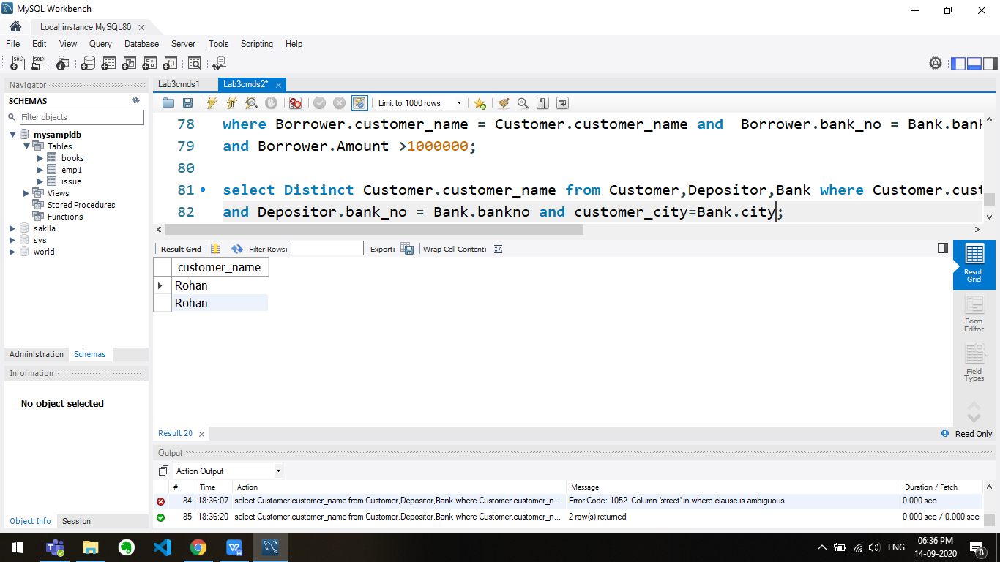 MySQL Workbench
Local instance MySQL80
File Edit View Query Database Server Tools Scripting Help
Navigator
SCHEMAS
Filter objects
mysampldb
Tables
books
emp1
issue
Views
Stored Procedures
Functions
sakila
sys
world
Administration Schemas
Information
No object selected
Object Info Session
Lab3cmds1 Lab3cmds2*
Limit to 1000 rows
78 where Borrower.customer_name = Customer.customer_name and Borrower.bank_no = Bank.bank
79 and Borrower.Amount >1000000;
80
81 select Distinct Customer.customer_name from Customer,Depositor,Bank where Customer.cust
82 and Depositor.bank_no = Bank.bankno and customer_city=Bank.city;
Result Grid Filter Rows: Export: Wrap Cell Content:
customer_name
Rohan
Rohan
Result Grid
Form Editor
Field Types
Result 20
Read Only
Output
Action Output
# Time Action Message Duration / Fetch
84 18:36:07 select Customer.customer_name from Customer,Depositor,Bank where Customer.customer_n... Error Code: 1052. Column 'street' in where clause is ambiguous 0.000 sec
85 18:36:20 select Customer.customer_name from Customer,Depositor,Bank where Customer.customer_n... 2 row(s) returned 0.000 sec / 0.000 sec
ENG
06:36 PM
14-09-2020
8